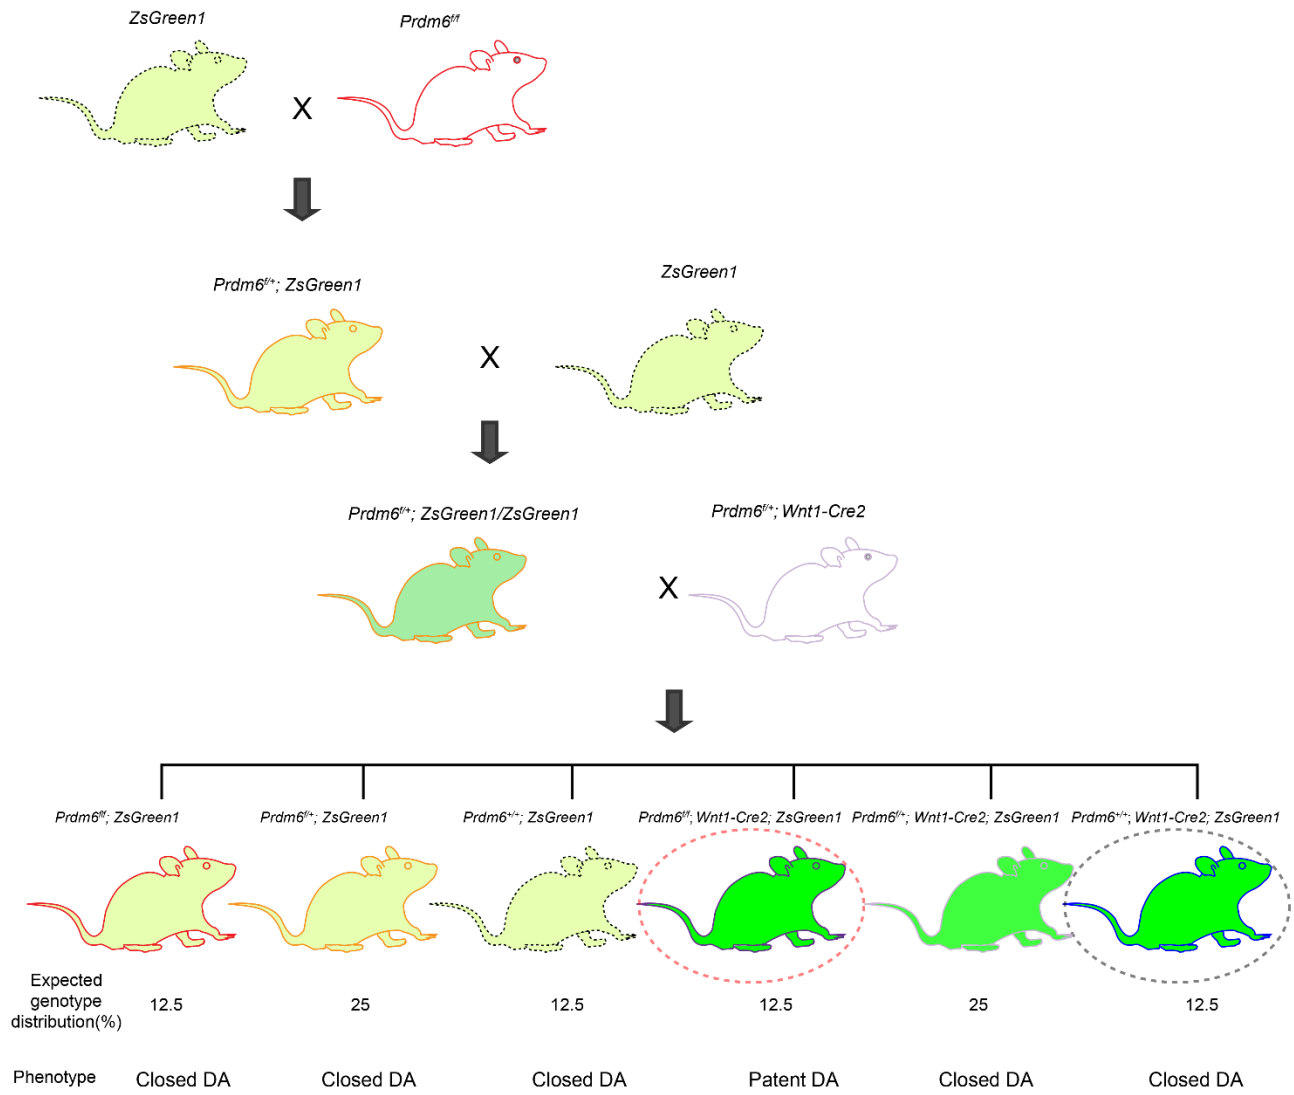 ZsGreen1
Prdm6f/f
X
Prdm6f/+; ZsGreen1
ZsGreen1
X
Prdm6f/+; ZsGreen1/ZsGreen1
Prdm6f/+; Wnt1-Cre2
X
Prdm6f/f; ZsGreen1
Prdm6f/+; ZsGreen1
Prdm6+/+; ZsGreen1
Prdm6f/f; Wnt1-Cre2; ZsGreen1
Prdm6f/+; Wnt1-Cre2; ZsGreen1
Prdm6+/+; Wnt1-Cre2; ZsGreen1
Expected
genotype
distribution(%)
12.5
25
12.5
12.5
25
12.5
Phenotype
Closed DA
Closed DA
Closed DA
Patent DA
Closed DA
Closed DA